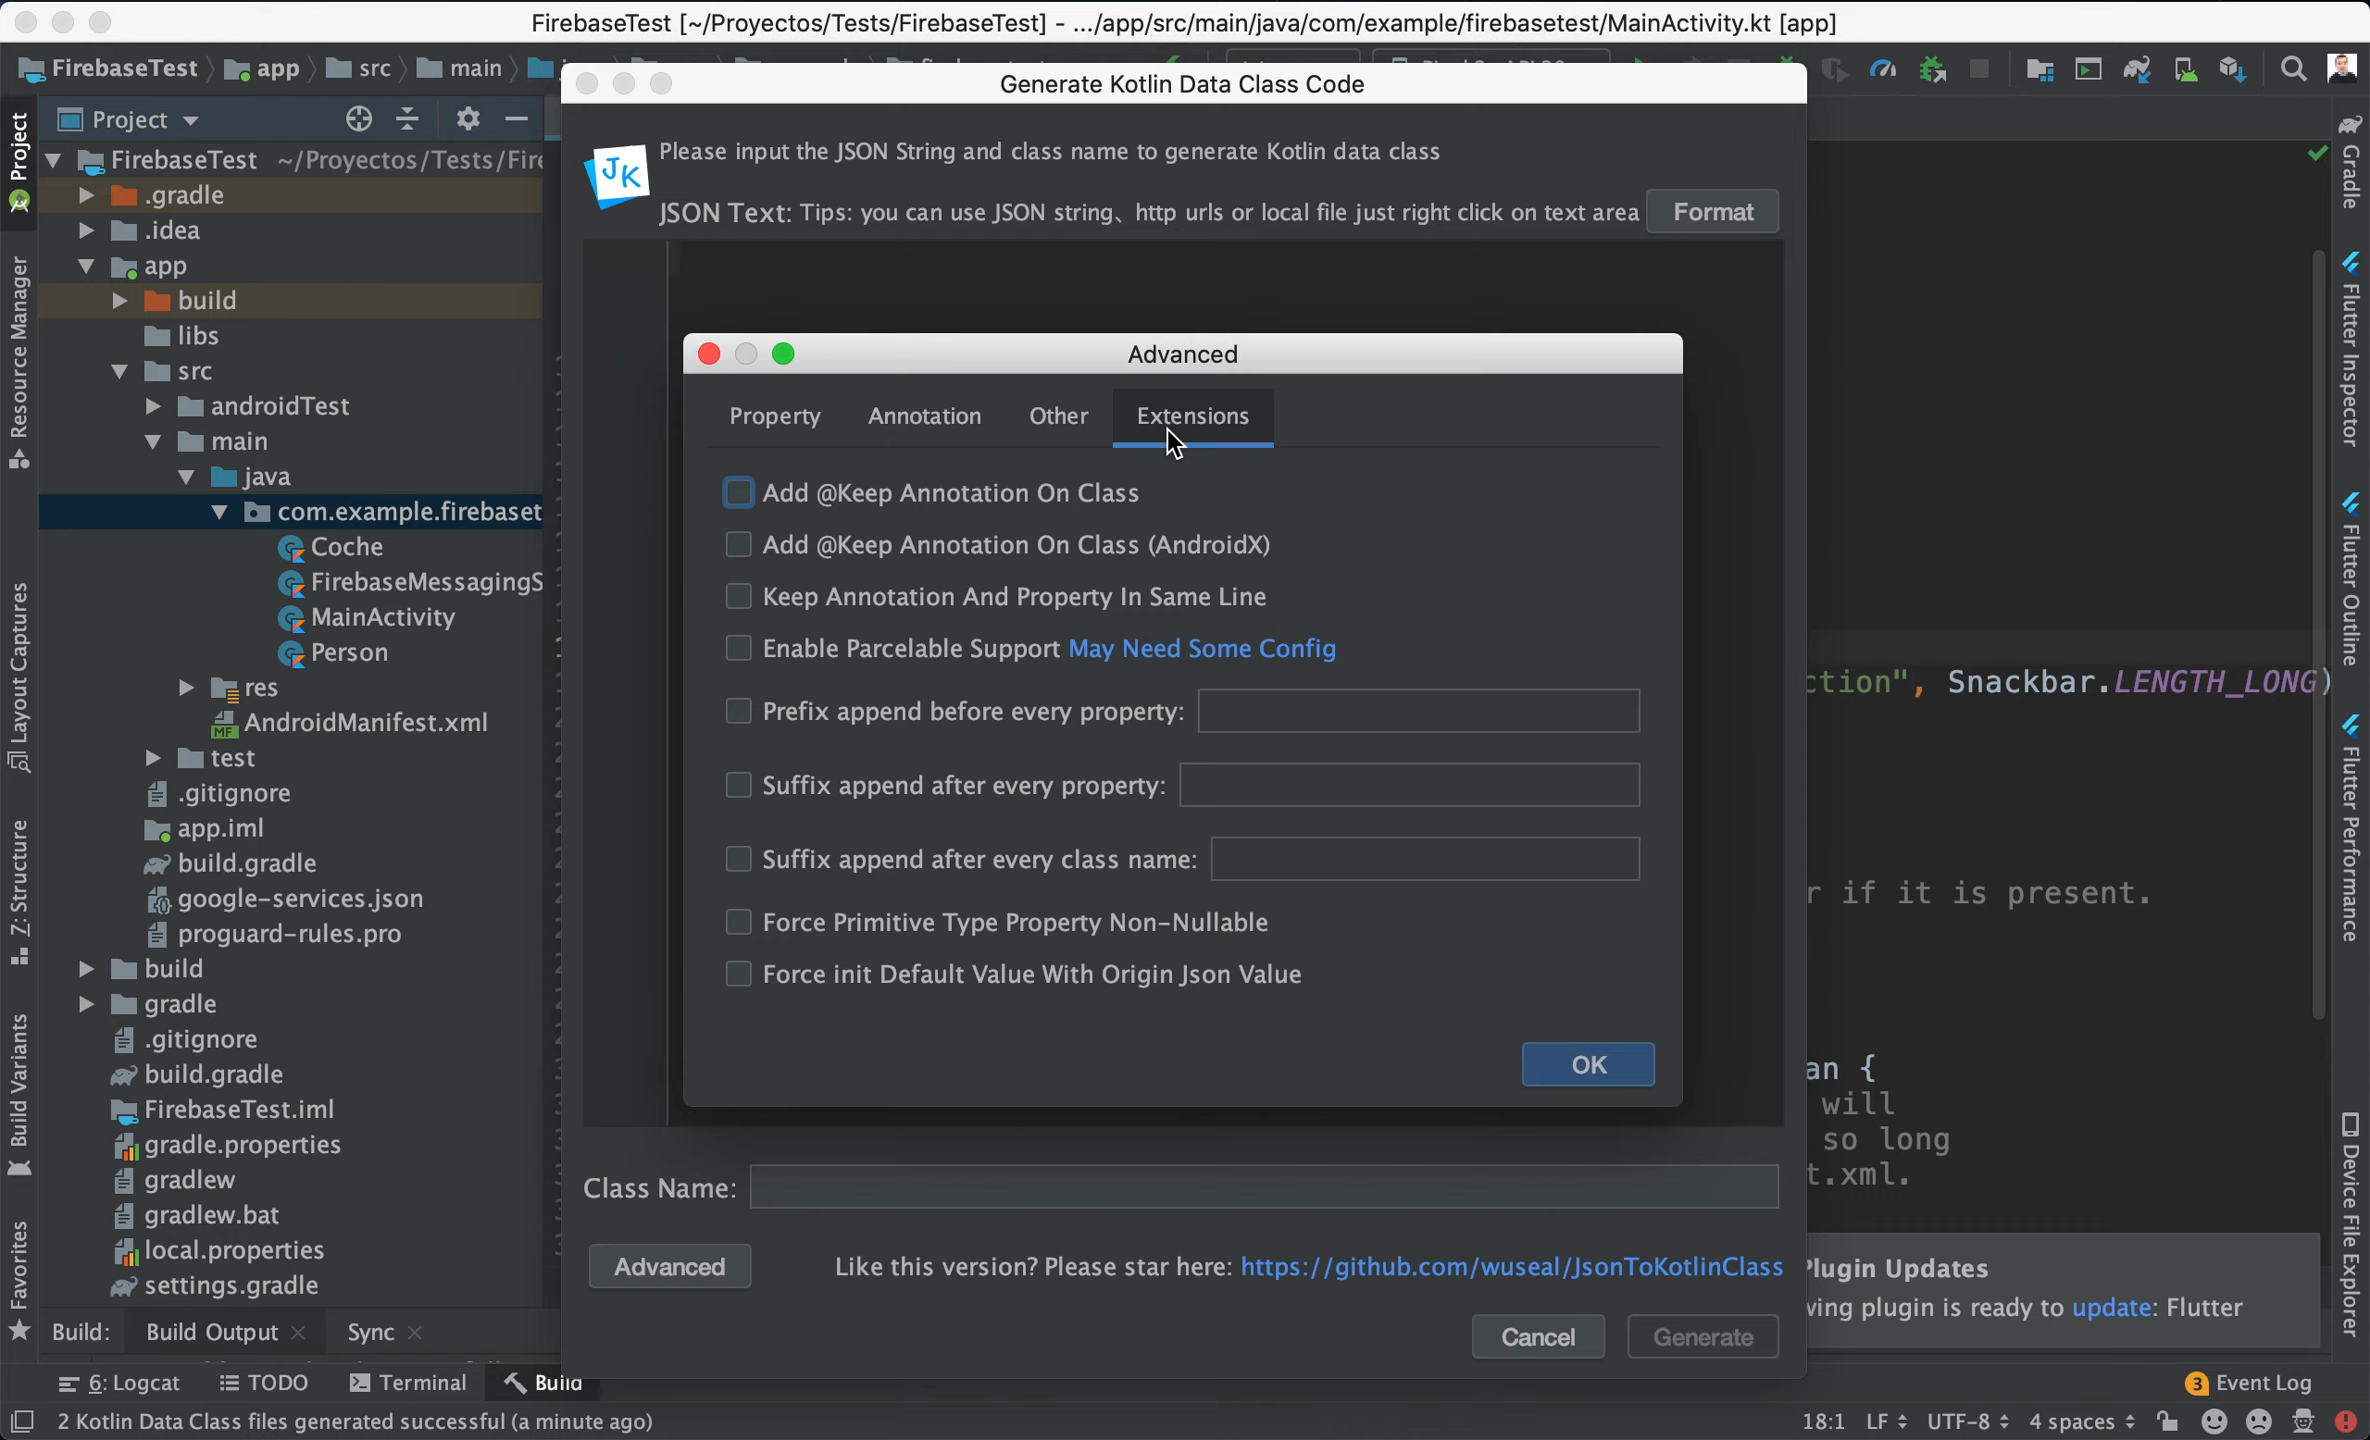 FirebaseTest [~/Proyectos/Tests/FirebaseTest] - .../app/src/main/java/com/example/firebasetest/MainActivity.kt [app]
FirebaseTest app src main
Generate Kotlin Data Class Code
Project
FirebaseTest ~/Proyectos/Tests/Fire
.gradle
.idea
app
build
libs
src
androidTest
main
java
com.example.firebaset
Coche
FirebaseMessagingS
MainActivity
Person
res
MF AndroidManifest.xml
test
.gitignore
app.iml
build.gradle
google-services.json
proguard-rules.pro
build
gradle
.gitignore
build.gradle
FirebaseTest.iml
gradle.properties
gradlew
gradlew.bat
local.properties
settings.gradle
Project
Resource Manager
Layout Captures
Z: Structure
Build Variants
Favorites
JK
Please input the JSON String and class name to generate Kotlin data class
JSON Text: Tips: you can use JSON string、http urls or local file just right click on text area
Format
Advanced
Property Annotation Other Extensions
Add @Keep Annotation On Class
Add @Keep Annotation On Class (AndroidX)
Keep Annotation And Property In Same Line
Enable Parcelable Support May Need Some Config
Prefix append before every property:
Suffix append after every property:
Suffix append after every class name:
Force Primitive Type Property Non-Nullable
Force init Default Value With Origin Json Value
OK
Class Name:
Advanced
Like this version? Please star here: https://github.com/wuseal/JsonToKotlinClass
Cancel Generate
ction", Snackbar.LENGTH_LONG)
r if it is present.
an {
will
so long
t.xml.
Plugin Updates
ving plugin is ready to update: Flutter
Gradle
Flutter Inspector
Flutter Outline
Flutter Performance
Device File Explorer
Build: Build Output Sync
6: Logcat TODO Terminal Build
3 Event Log
2 Kotlin Data Class files generated successful (a minute ago)
18:1 LF UTF-8 4 spaces